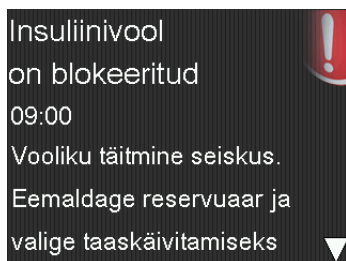 Insuliinivool
on blokeeritud
09:00
Vooliku täitmine seiskus.
Eemaldage reservuaar ja
valige taaskäivitamiseks